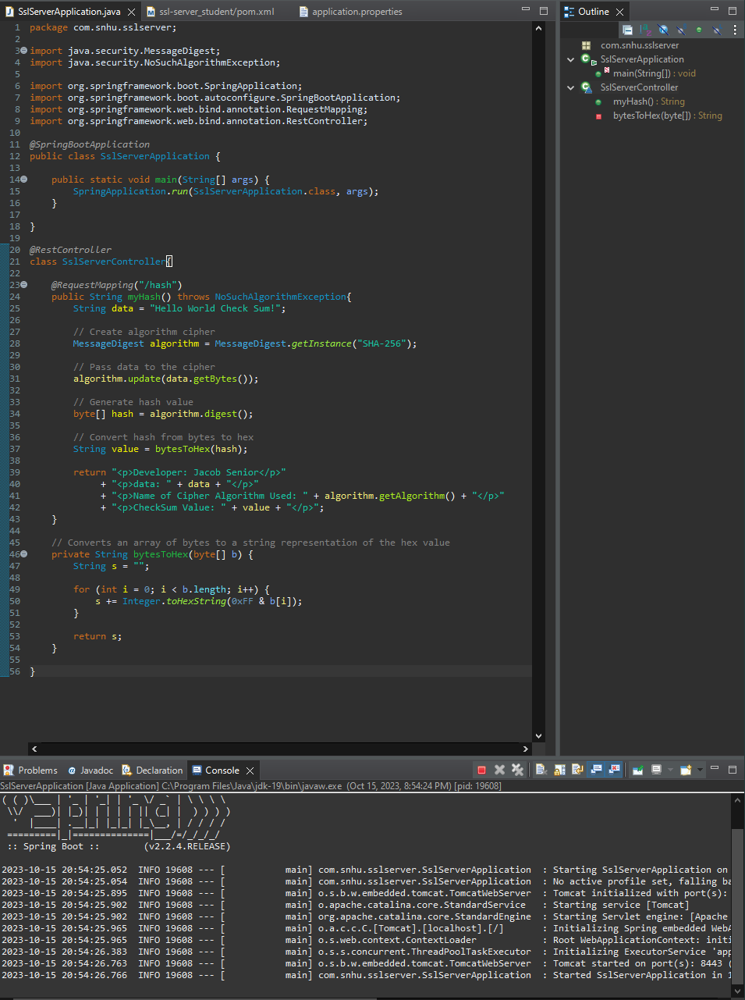 SslServerApplication.java
ssl-server_student/pom.xml
application.properties
1 package com.snhu.sslserver;
2
3 import java.security.MessageDigest;
4 import java.security.NoSuchAlgorithmException;
5
6 import org.springframework.boot.SpringApplication;
7 import org.springframework.boot.autoconfigure.SpringBootApplication;
8 import org.springframework.web.bind.annotation.RequestMapping;
9 import org.springframework.web.bind.annotation.RestController;
10
11 @SpringBootApplication
12 public class SslServerApplication {
13
14 public static void main(String[] args) {
15 SpringApplication.run(SslServerApplication.class, args);
16 }
17
18 }
19
20 @RestController
21 class SslServerController{
22
23 @RequestMapping("/hash")
24 public String myHash() throws NoSuchAlgorithmException{
25 String data = "Hello World Check Sum!";
26
27 // Create algorithm cipher
28 MessageDigest algorithm = MessageDigest.getInstance("SHA-256");
29
30 // Pass data to the cipher
31 algorithm.update(data.getBytes());
32
33 // Generate hash value
34 byte[] hash = algorithm.digest();
35
36 // Convert hash from bytes to hex
37 String value = bytesToHex(hash);
38
39 return "<p>Developer: Jacob Senior</p>"
40 + "<p>data: " + data + "</p>"
41 + "<p>Name of Cipher Algorithm Used: " + algorithm.getAlgorithm() + "</p>"
42 + "<p>CheckSum Value: " + value + "</p>";
43 }
44
45 // Converts an array of bytes to a string representation of the hex value
46 private String bytesToHex(byte[] b) {
47 String s = "";
48
49 for (int i = 0; i < b.length; i++) {
50 s += Integer.toHexString(0xFF & b[i]);
51 }
52
53 return s;
54 }
55
56 }
Outline
com.snhu.sslserver
SslServerApplication
main(String[]) : void
SslServerController
myHash() : String
bytesToHex(byte[]) : String
Problems
Javadoc
Declaration
Console
SslServerApplication [Java Application] C:\Program Files\Java\jdk-19\bin\javaw.exe (Oct 15, 2023, 8:54:24 PM) [pid: 19608]
( ( )\___ | '_ | '_| | '_ \/ _` | \ \ \ \
\\/  ___)| |_)| | | | | || (_| |  ) ) ) )
'  |____| .__|_| |_|_| |_\__, | / / / /
=========|_|==============|___/=/_/_/_/
:: Spring Boot :: (v2.2.4.RELEASE)
2023-10-15 20:54:25.052 INFO 19608 --- [ main] com.snhu.sslserver.SslServerApplication : Starting SslServerApplication on
2023-10-15 20:54:25.054 INFO 19608 --- [ main] com.snhu.sslserver.SslServerApplication : No active profile set, falling ba
2023-10-15 20:54:25.895 INFO 19608 --- [ main] o.s.b.w.embedded.tomcat.TomcatWebServer : Tomcat initialized with port(s):
2023-10-15 20:54:25.902 INFO 19608 --- [ main] o.apache.catalina.core.StandardService : Starting service [Tomcat]
2023-10-15 20:54:25.902 INFO 19608 --- [ main] org.apache.catalina.core.StandardEngine : Starting Servlet engine: [Apache
2023-10-15 20:54:25.965 INFO 19608 --- [ main] o.a.c.c.C.[Tomcat].[localhost].[/] : Initializing Spring embedded WebA
2023-10-15 20:54:25.965 INFO 19608 --- [ main] o.s.web.context.ContextLoader : Root WebApplicationContext: initi
2023-10-15 20:54:26.383 INFO 19608 --- [ main] o.s.s.concurrent.ThreadPoolTaskExecutor : Initializing ExecutorService 'app
2023-10-15 20:54:26.763 INFO 19608 --- [ main] o.s.b.w.embedded.tomcat.TomcatWebServer : Tomcat started on port(s): 8443 (
2023-10-15 20:54:26.766 INFO 19608 --- [ main] com.snhu.sslserver.SslServerApplication : Started SslServerApplication in 1